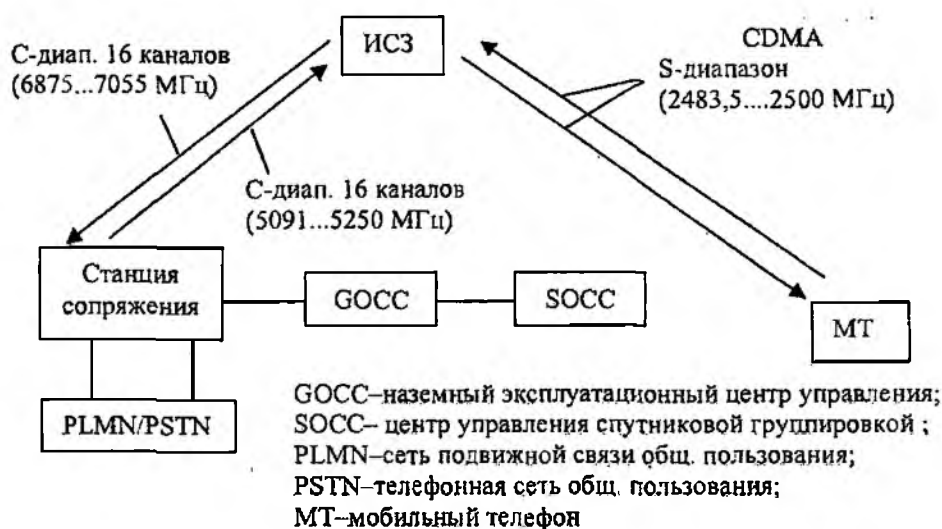 С-диап. 16 каналов
(6875...7055 МГц)
ИСЗ
CDMA
S-диапазон
(2483,5....2500 МГц)
С-диап. 16 каналов
(5091...5250 МГц)
Станция
сопряжения
GOCC
SOCC
МТ
PLMN/PSTN
GOCC–наземный эксплуатационный центр управления;
SOCC– центр управления спутниковой группировкой ;
PLMN–сеть подвижной связи общ. пользования;
PSTN–телефонная сеть общ. пользования;
МТ–мобильный телефон